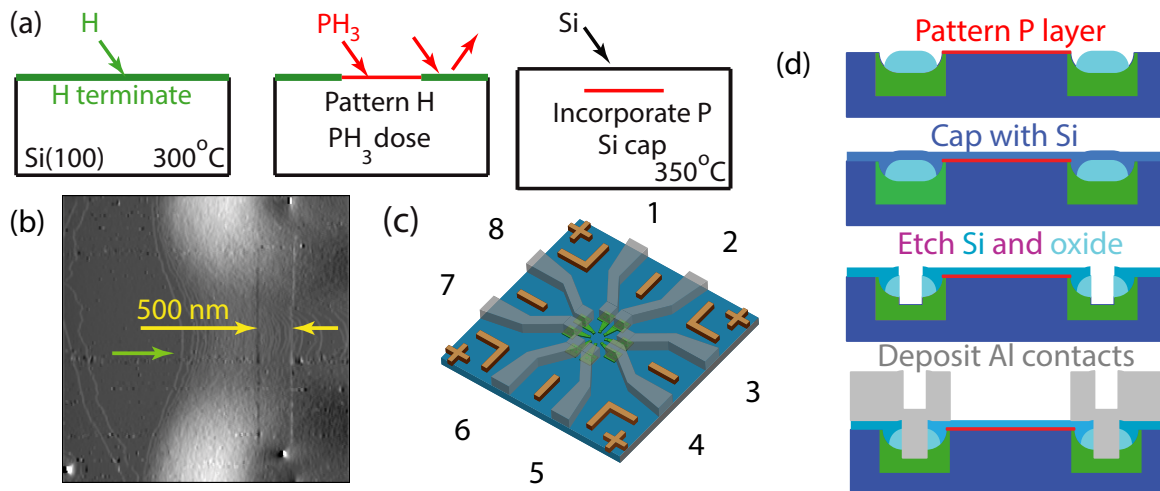 (a)
H
H terminate
Si(100) 300°C
PH3
Pattern H
PH3 dose
Si
Incorporate P
Si cap
350°C
(b)
500 nm
(c)
1
2
3
4
5
6
7
8
(d)
Pattern P layer
Cap with Si
Etch Si and oxide
Deposit Al contacts